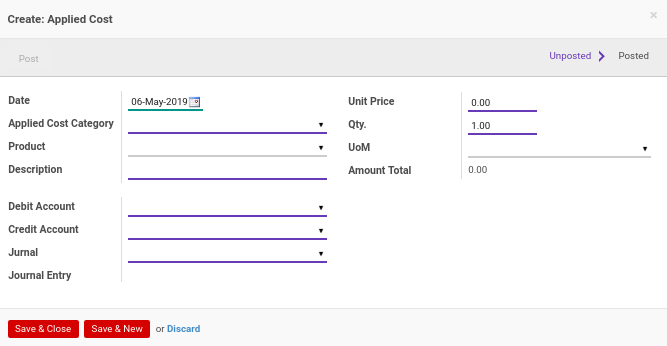 Create: Applied Cost
×
Post
Unposted
Posted
Date
06-May-2019
Applied Cost Category
Product
Description
Unit Price
0.00
Qty.
1.00
UoM
Amount Total
0.00
Debit Account
Credit Account
Jurnal
Journal Entry
Save & Close
Save & New
or Discard